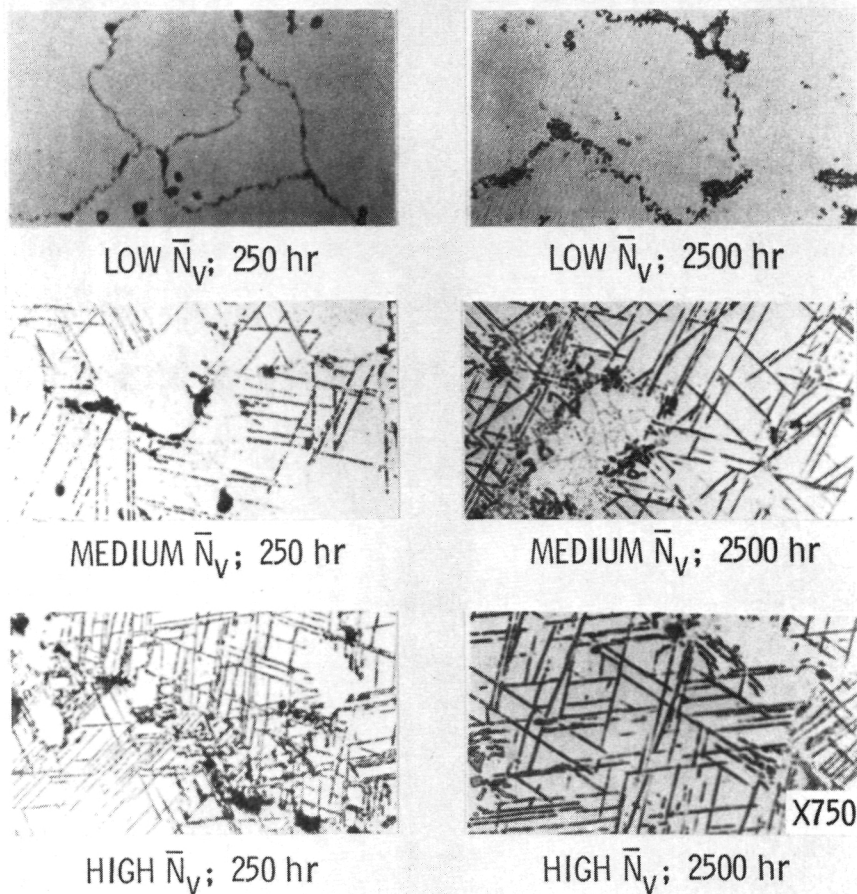 LOW N̄V; 250 hr
LOW N̄V; 2500 hr
MEDIUM N̄V; 250 hr
MEDIUM N̄V; 2500 hr
X750
HIGH N̄V; 250 hr
HIGH N̄V; 2500 hr